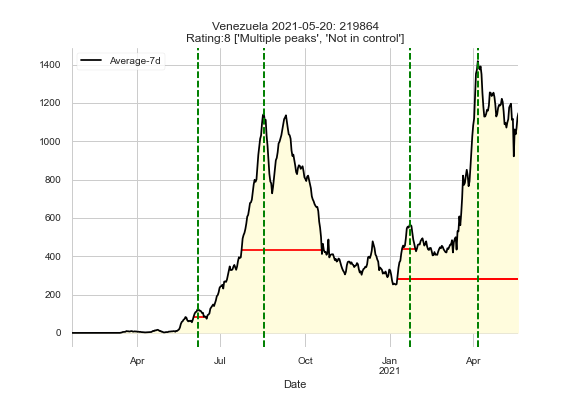 Venezuela 2021-05-20: 219864
Rating:8 ['Multiple peaks', 'Not in control']
Average-7d
1400
1200
1000
800
600
400
200
0
Apr
Jul
Oct
Jan
2021
Apr
Date